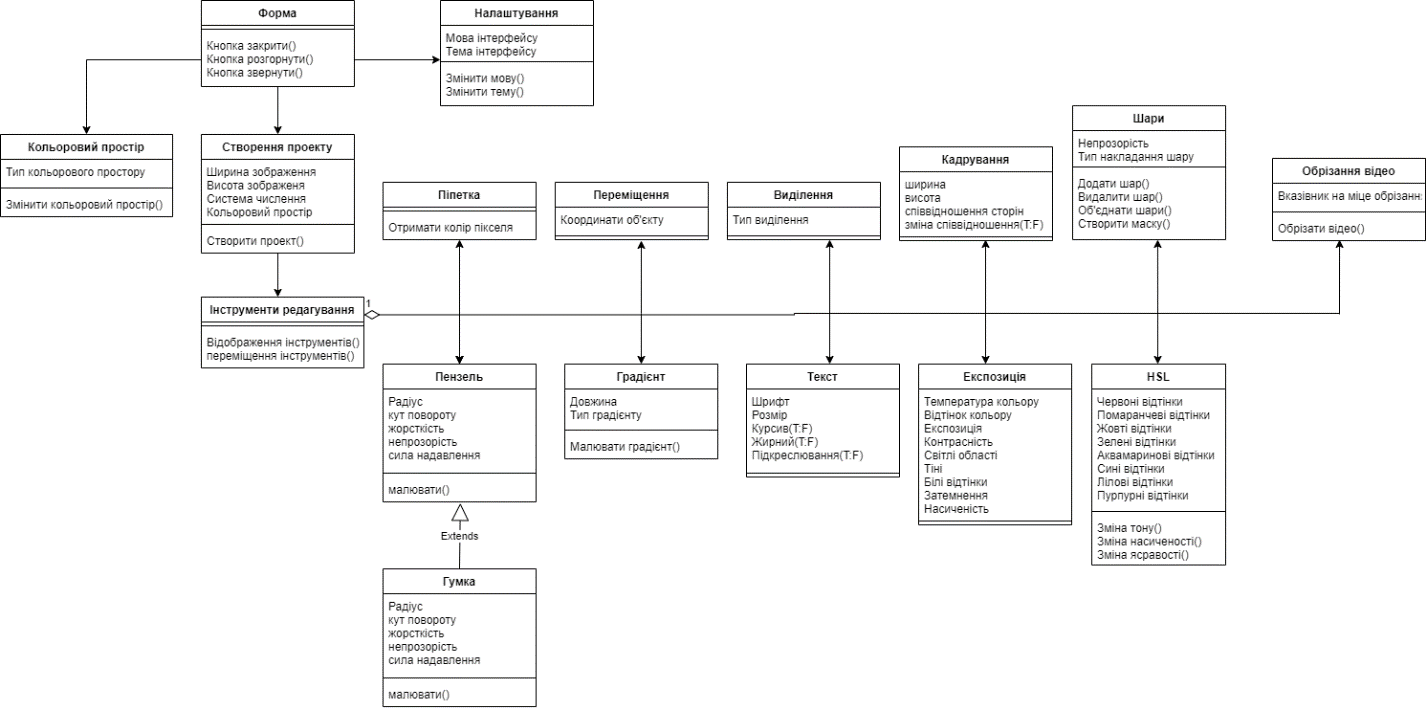 Форма
Кнопка закрити()
Кнопка розгорнути()
Кнопка звернути()
Налаштування
Мова інтерфейсу
Тема інтерфейсу
Змінити мову()
Змінити тему()
Кольоровий простір
Тип кольорового простору
Змінити кольоровий простір()
Створення проекту
Ширина зображення
Висота зображеня
Система числення
Кольоровий простір
Створити проект()
Піпетка
Отримати колір пікселя
Переміщення
Координати об'єкту
Виділення
Тип виділення
Кадрування
ширина
висота
співвідношення сторін
зміна співвідношення(T:F)
Шари
Непрозорість
Тип накладання шару
Додати шар()
Видалити шар()
Об'єднати шари()
Створити маску()
Обрізання відео
Вказівник на міце обрізанн:
Обрізати відео()
Інструменти редагування
Відображення інструментів()
переміщення інструментів()
1
Пензель
Радіус
кут повороту
жорсткість
непрозорість
сила надавлення
малювати()
Градієнт
Довжина
Тип градієнту
Малювати градієнт()
Текст
Шрифт
Розмір
Курсив(T:F)
Жирний(T:F)
Підкреслювання(T:F)
Експозиція
Температура кольору
Відтінок кольору
Експозиція
Контрасність
Світлі області
Тіні
Білі відтінки
Затемнення
Насиченість
HSL
Червоні відтінки
Помаранчеві відтінки
Жовті відтінки
Зелені відтінки
Аквамаринові відтінки
Сині відтінки
Лілові відтінки
Пурпурні відтінки
Зміна тону()
Зміна насиченості()
Зміна ясравості()
Extends
Гумка
Радіус
кут повороту
жорсткість
непрозорість
сила надавлення
малювати()